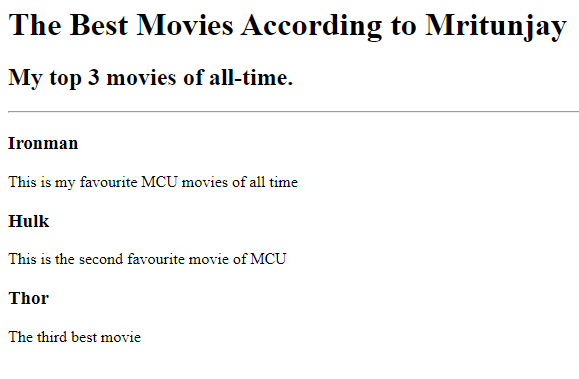 The Best Movies According to Mritunjay
My top 3 movies of all-time.
Ironman
This is my favourite MCU movies of all time
Hulk
This is the second favourite movie of MCU
Thor
The third best movie